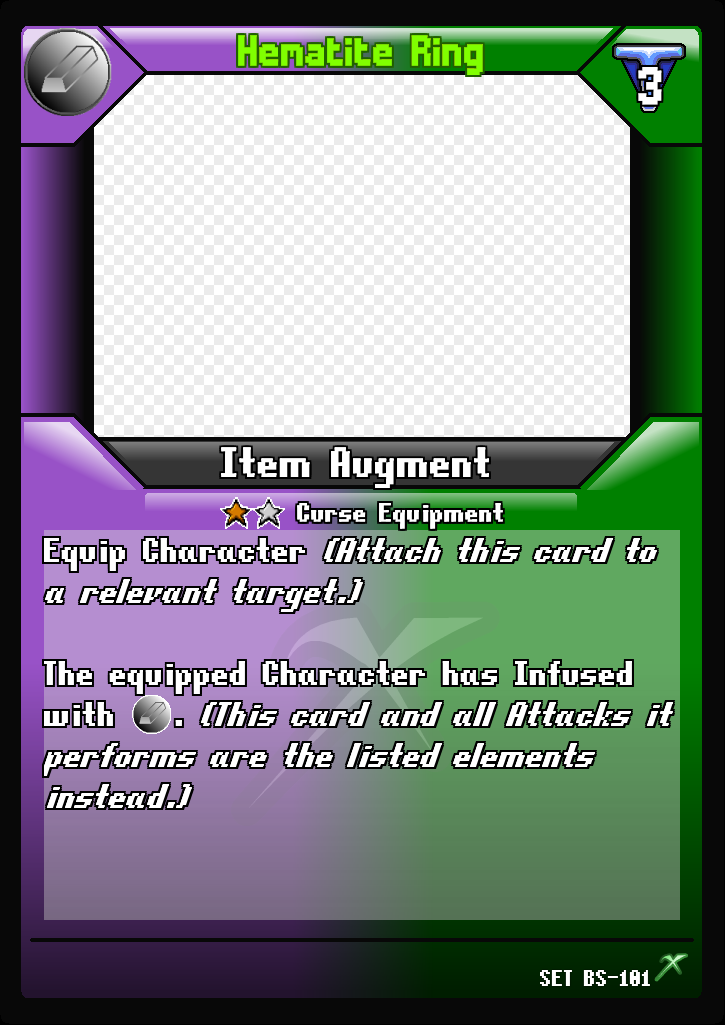 Hematite Ring
3
Item Augment
Curse Equipment
Equip Character (Attach this card to
a relevant target.)
The equipped Character has Infused
with . (This card and all Attacks it
performs are the listed elements
instead.)
SET BS-101